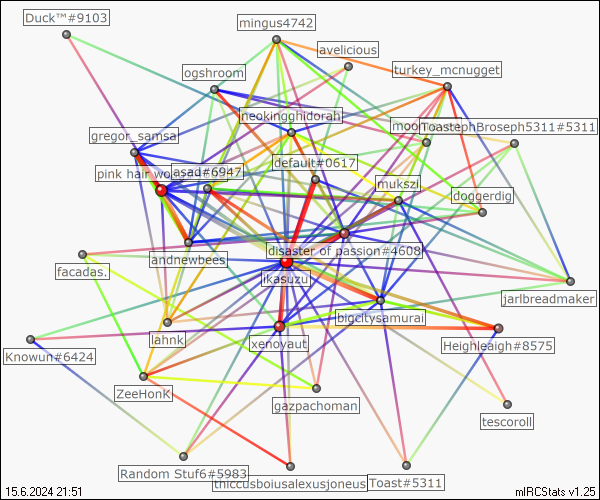 Duck™#9103
mingus4742
avelicious
ogshroom
turkey_mcnugget
neokingghidorah
moo
ToastephBroseph5311#5311
gregor_samsa
default#0617
pink hair wo
asad#6947
mukszi
doggerdig
disaster of passion#4608
andnewbees
facadas.
ikasuzu
jarlbreadmaker
bigcitysamurai
lahnk
xenoyaut
Heighleaigh#8575
Knowun#6424
ZeeHonk
gazpachoman
tescoroll
Random Stuf6#5983
thiccusboiusalexusjoneus
Toast#5311
15.6.2024 21:51
mIRCStats v1.25